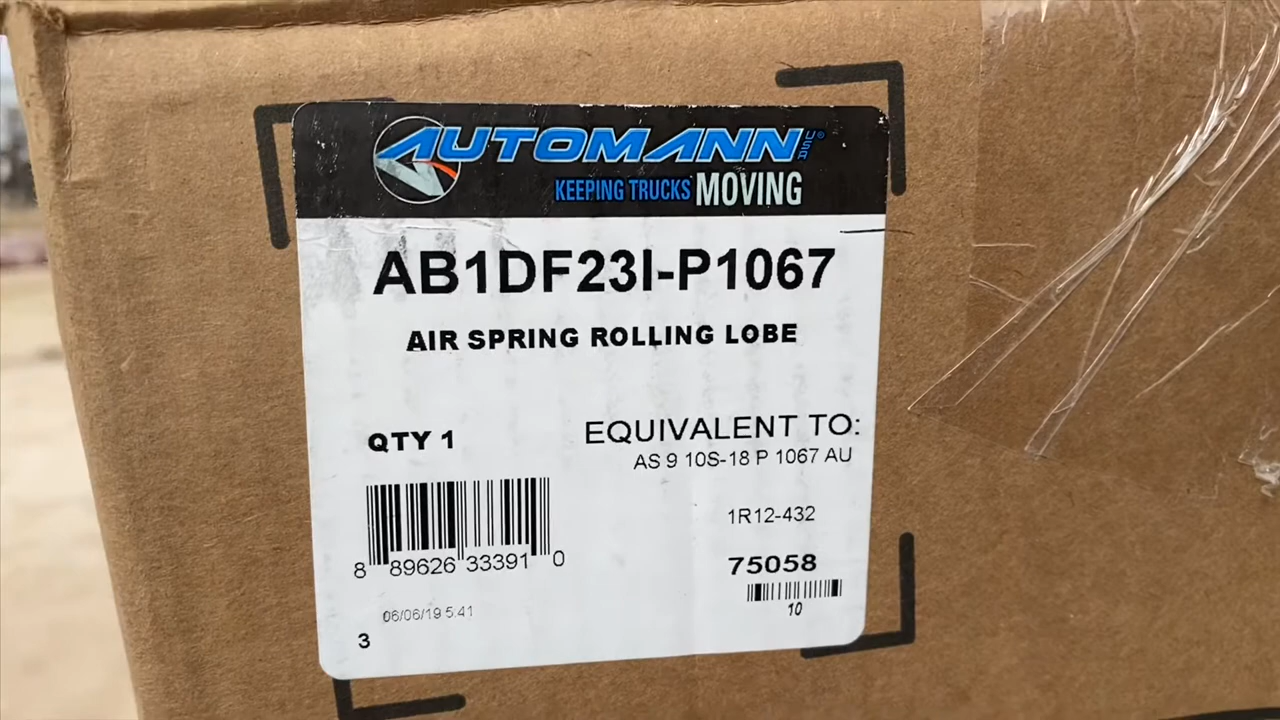 AUTOMANN USA®
KEEPING TRUCKS MOVING
AB1DF23I-P1067
AIR SPRING ROLLING LOBE
QTY 1
EQUIVALENT TO:
AS 9 10S-18 P 1067 AU
1R12-432
8 89626 33391 0
75058
10
06/06/19 5:41
3